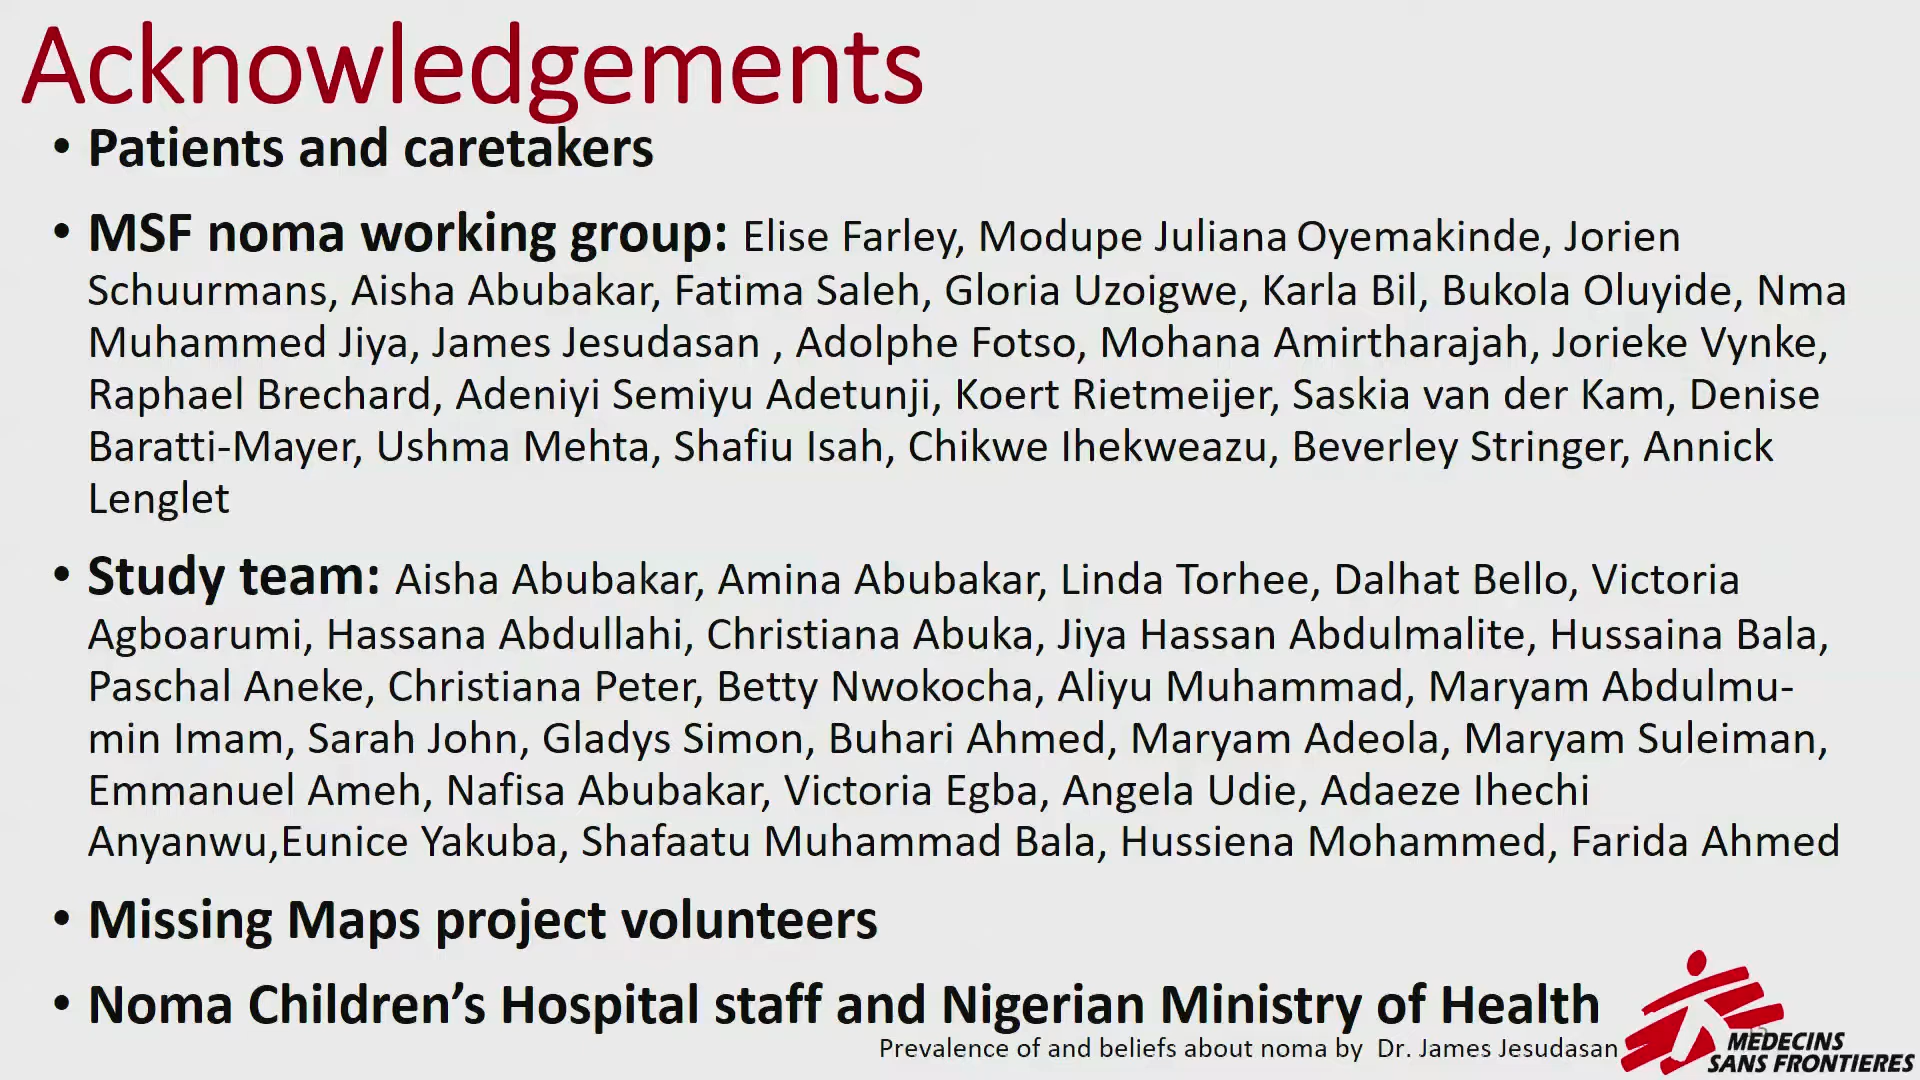 Acknowledgements
• Patients and caretakers
• MSF noma working group: Elise Farley, Modupe Juliana Oyemakinde, Jorien
Schuurmans, Aisha Abubakar, Fatima Saleh, Gloria Uzoigwe, Karla Bil, Bukola Oluyide, Nma
Muhammed Jiya, James Jesudasan , Adolphe Fotso, Mohana Amirtharajah, Jorieke Vynke,
Raphael Brechard, Adeniyi Semiyu Adetunji, Koert Rietmeijer, Saskia van der Kam, Denise
Baratti-Mayer, Ushma Mehta, Shafiu Isah, Chikwe Ihekweazu, Beverley Stringer, Annick
Lenglet
• Study team: Aisha Abubakar, Amina Abubakar, Linda Torhee, Dalhat Bello, Victoria
Agboarumi, Hassana Abdullahi, Christiana Abuka, Jiya Hassan Abdulmalite, Hussaina Bala,
Paschal Aneke, Christiana Peter, Betty Nwokocha, Aliyu Muhammad, Maryam Abdulmu-
min Imam, Sarah John, Gladys Simon, Buhari Ahmed, Maryam Adeola, Maryam Suleiman,
Emmanuel Ameh, Nafisa Abubakar, Victoria Egba, Angela Udie, Adaeze Ihechi
Anyanwu,Eunice Yakuba, Shafaatu Muhammad Bala, Hussiena Mohammed, Farida Ahmed
• Missing Maps project volunteers
• Noma Children’s Hospital staff and Nigerian Ministry of Health
Prevalence of and beliefs about noma by Dr. James Jesudasan
MEDECINS
SANS FRONTIERES